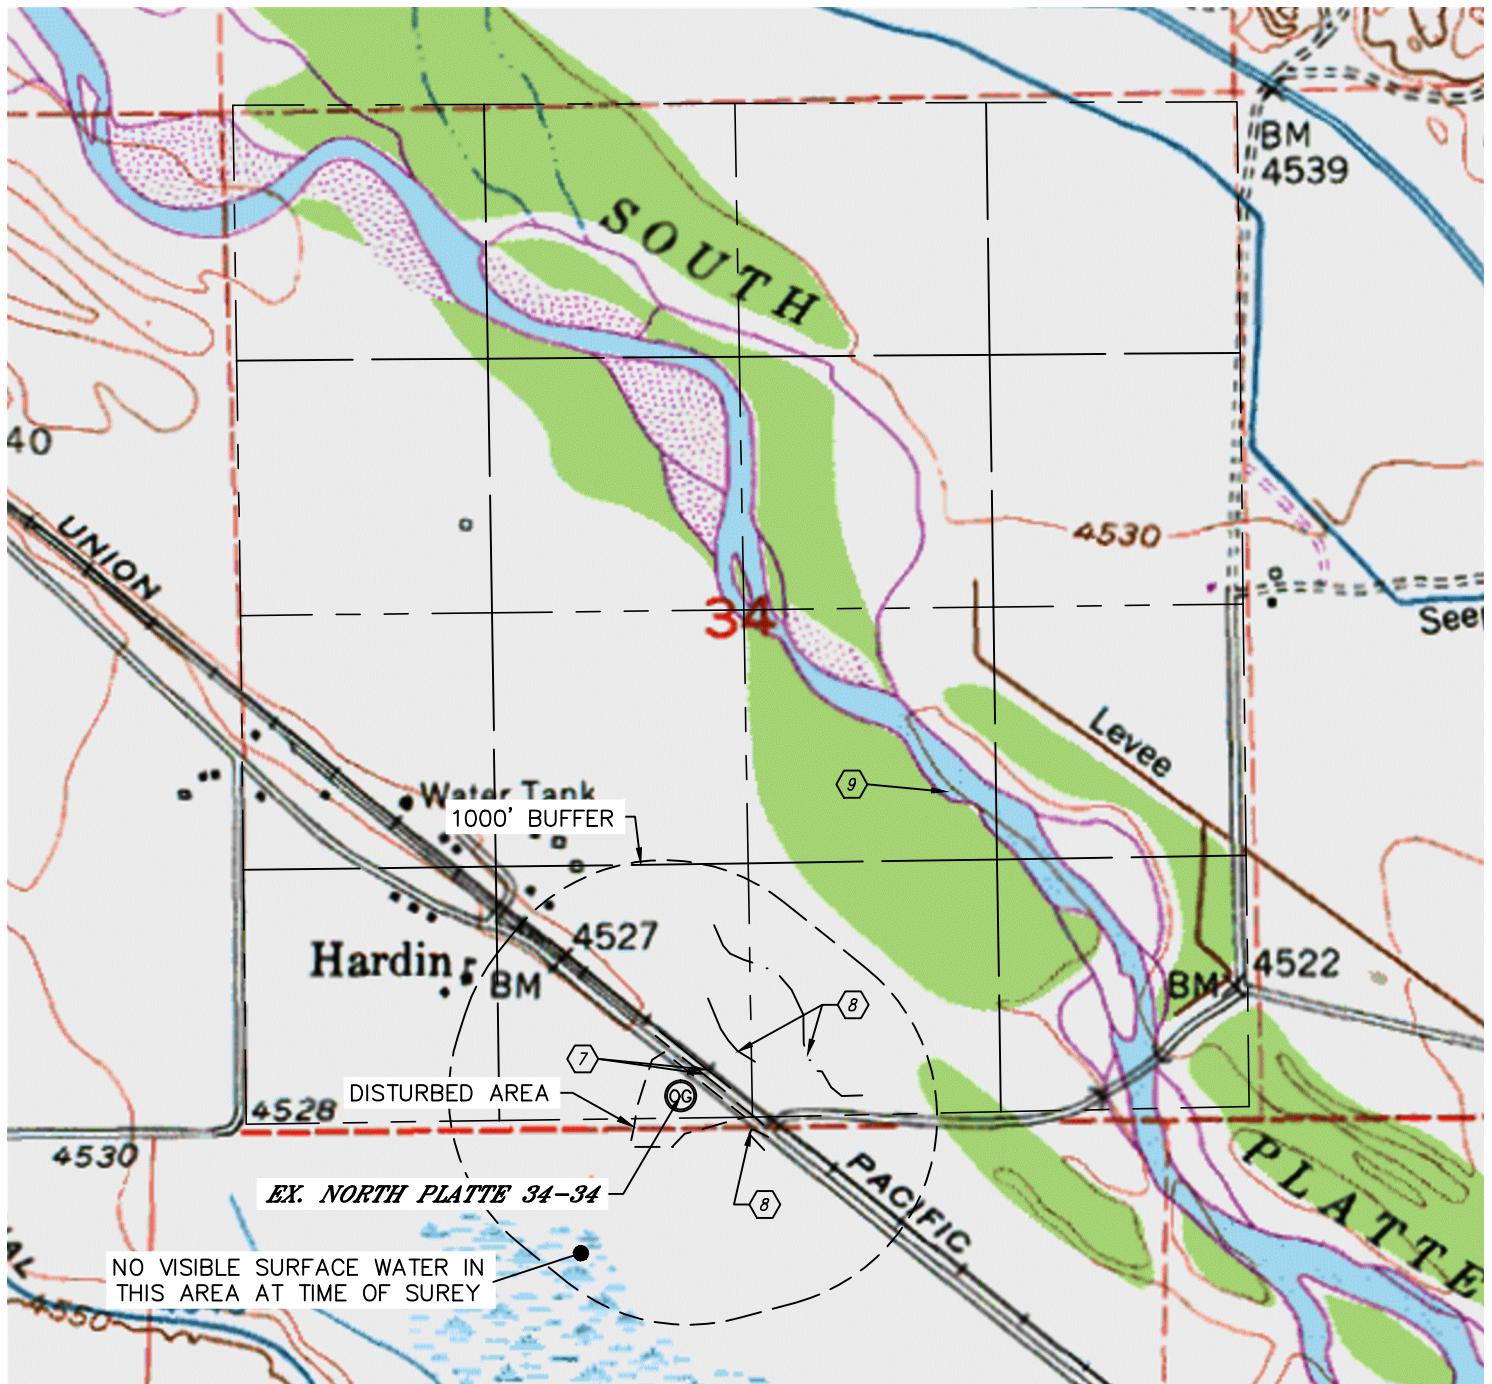 BM
4539
SOUTH
40
UNION
4530
34
Levee
Water Tank
1000' BUFFER
9
4527
Hardin
BM
4522
BM
8
7
DISTURBED AREA
OG
4528
4530
EX. NORTH PLATTE 34-34
8
PACIFIC
PLATTE
NO VISIBLE SURFACE WATER IN
THIS AREA AT TIME OF SUREY
4550